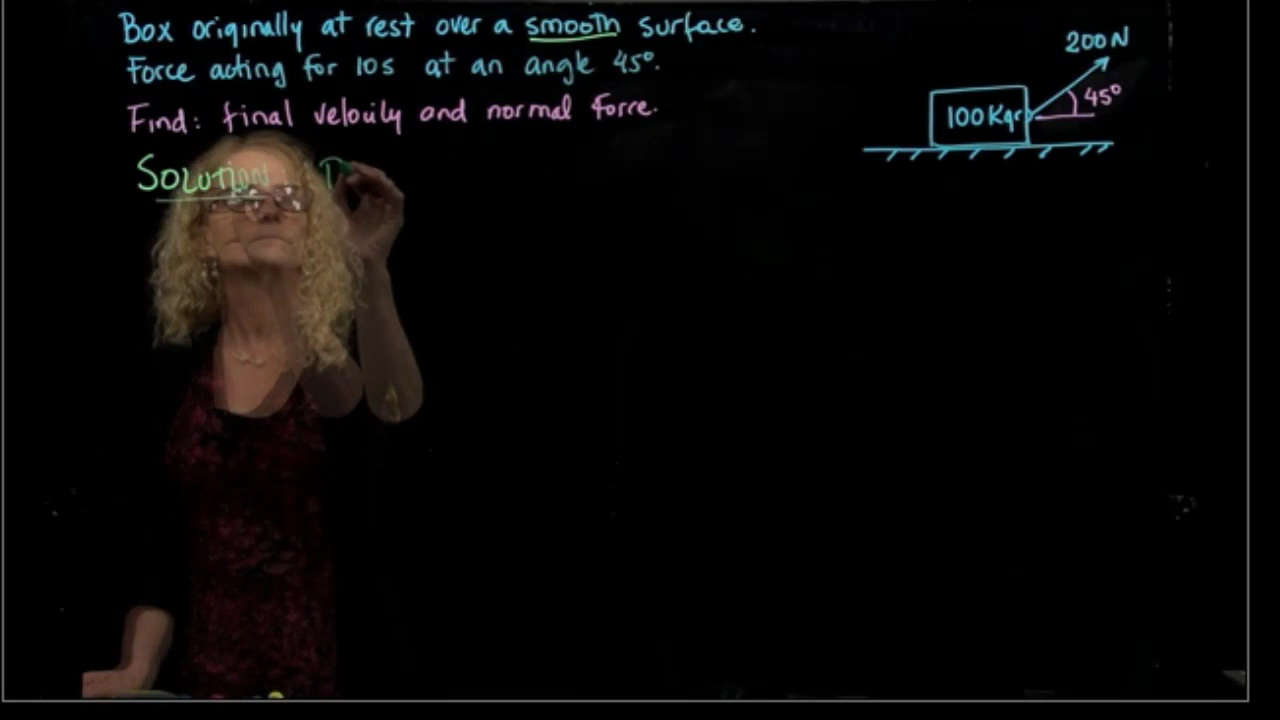 Box originally at rest over a smooth surface.
Force acting for 10s at an angle 45°.
Find: final velocity and normal force.
SOLUTION
200N
45°
100Kgr